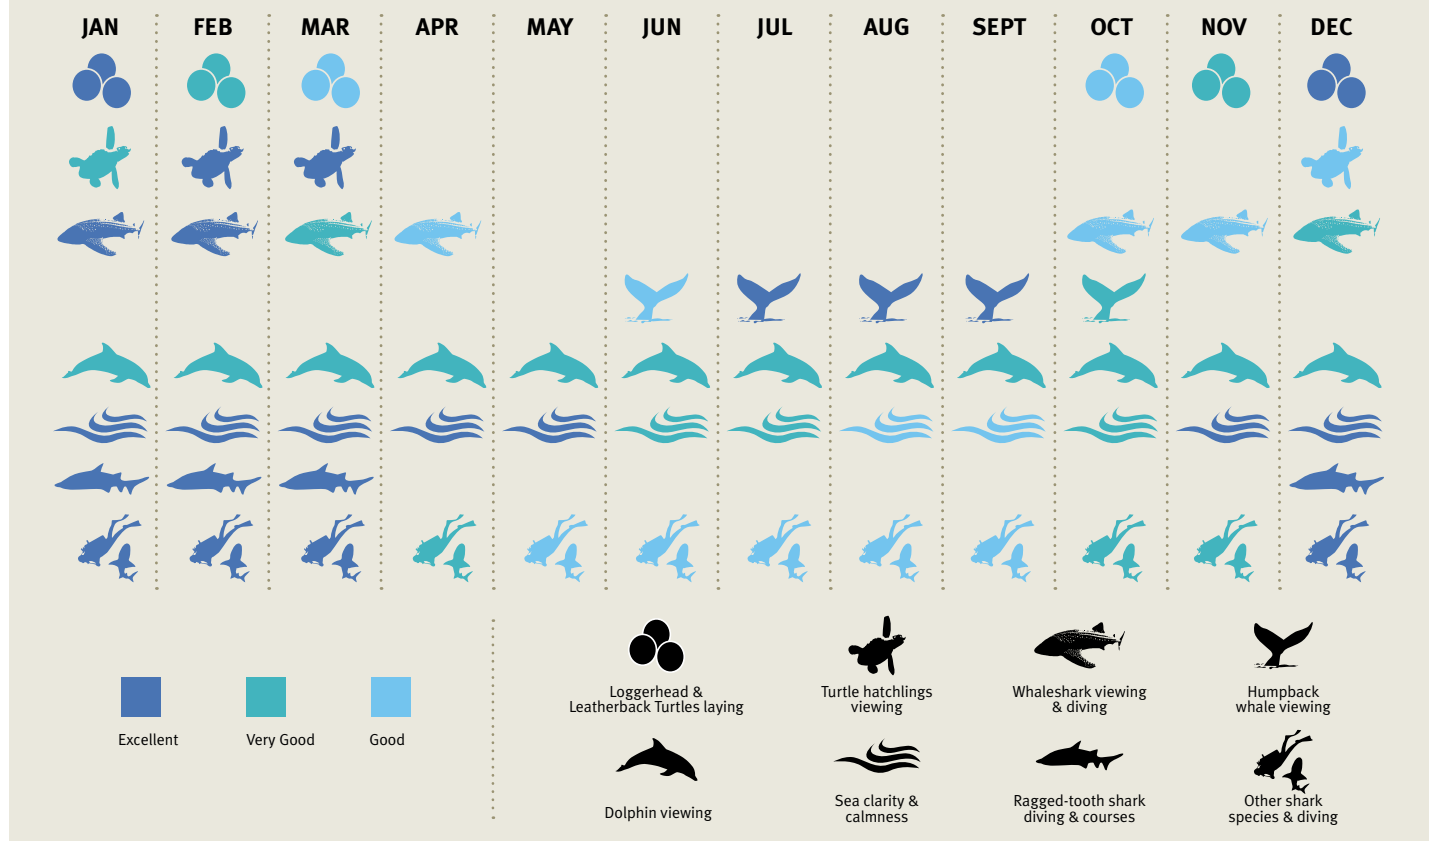 JAN FEB MAR APR MAY JUN JUL AUG SEPT OCT NOV DEC
Excellent
Very Good
Good
Loggerhead &
Leatherback Turtles laying
Turtle hatchlings
viewing
Whaleshark viewing
& diving
Humpback
whale viewing
Dolphin viewing
Sea clarity &
calmness
Ragged-tooth shark
diving & courses
Other shark
species & diving